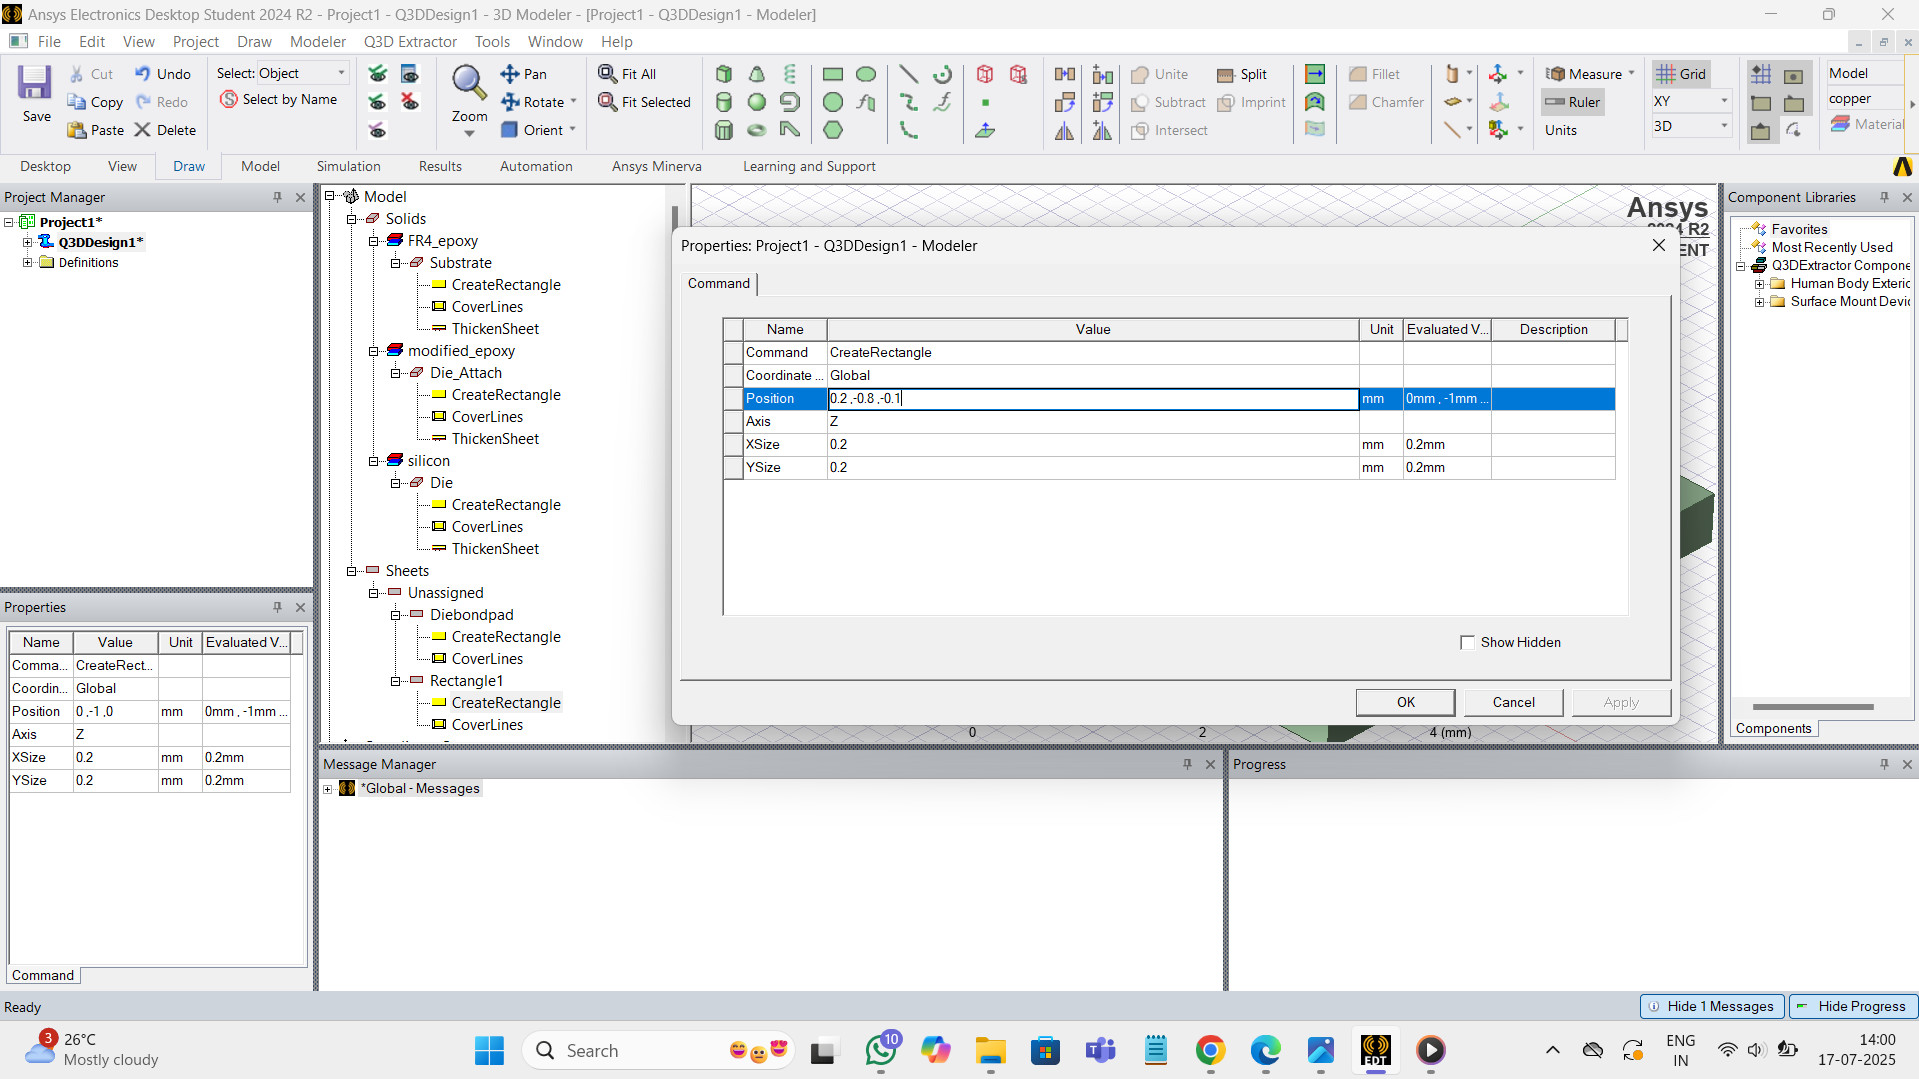 Ansys Electronics Desktop Student 2024 R2 - Project1 - Q3DDesign1 - 3D Modeler - [Project1 - Q3DDesign1 - Modeler]
File Edit View Project Draw Modeler Q3D Extractor Tools Window Help
Save
Cut Undo
Copy Redo
Paste Delete
Select: Object
Select by Name
Zoom
Pan
Rotate
Orient
Fit All
Fit Selected
Unite Split
Subtract Imprint
Intersect
Fillet
Chamfer
Measure
Ruler
Units
Grid
XY
3D
Model
copper
Material
Desktop View Draw Model Simulation Results Automation Ansys Minerva Learning and Support
Project Manager
Project1*
Q3DDesign1*
Definitions
Properties
Name Value Unit Evaluated V...
Comma... CreateRect...
Coordin... Global
Position 0 ,-1 ,0 mm 0mm , -1mm ...
Axis Z
XSize 0.2 mm 0.2mm
YSize 0.2 mm 0.2mm
Command
Model
Solids
FR4_epoxy
Substrate
CreateRectangle
CoverLines
ThickenSheet
modified_epoxy
Die_Attach
CreateRectangle
CoverLines
ThickenSheet
silicon
Die
CreateRectangle
CoverLines
ThickenSheet
Sheets
Unassigned
Diebondpad
CreateRectangle
CoverLines
Rectangle1
CreateRectangle
CoverLines
Ansys
2024 R2
ENT
Properties: Project1 - Q3DDesign1 - Modeler
Command
Name Value Unit Evaluated V... Description
Command CreateRectangle
Coordinate ... Global
Position 0.2 ,-0.8 ,-0.1 mm 0mm , -1mm ...
Axis Z
XSize 0.2 mm 0.2mm
YSize 0.2 mm 0.2mm
Show Hidden
OK Cancel Apply
0 2 4 (mm)
Component Libraries
Favorites
Most Recently Used
Q3DExtractor Compone
Human Body Exteric
Surface Mount Devi
Components
Message Manager
*Global - Messages
Progress
Ready
Hide 1 Messages Hide Progress
3
26°C
Mostly cloudy
Search
10
EDT
ENG
IN
14:00
17-07-2025